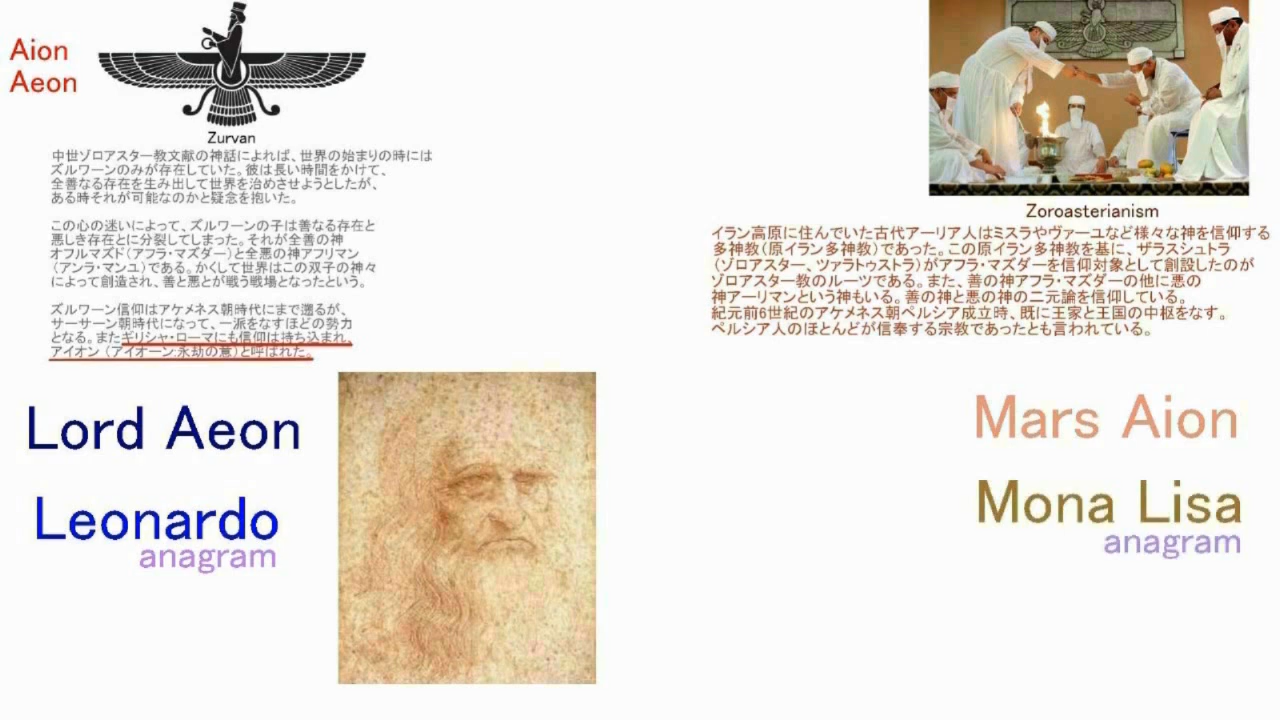 Aion
Aeon
Zurvan
中世ゾロアスター教文献の神話によれば、世界の始まりの時には
ズルワーンのみが存在していた。彼は長い時間をかけて、
全善なる存在を生み出して世界を治めさせようとしたが、
ある時それが可能なのかと疑念を抱いた。
この心の迷いによって、ズルワーンの子は善なる存在と
悪しき存在とに分裂してしまった。それが全善の神
オフルマズド（アフラ・マズダー）と全悪の神アフリマン
（アンラ・マンユ）である。かくして世界はこの双子の神々
によって創造され、善と悪とが戦う戦場となったという。
ズルワーン信仰はアケメネス朝時代にまで遡るが、
サーサーン朝時代になって、一派をなすほどの勢力
となる。またギリシャ・ローマにも信仰は持ち込まれ、
アイオン（アイオーン:永劫の意）と呼ばれた。
Lord Aeon
Leonardo
anagram
Zoroasterianism
イラン高原に住んでいた古代アーリア人はミスラやヴァーユなど様々な神を信仰する
多神教（原イラン多神教）であった。この原イラン多神教を基に、ザラスシュトラ
（ゾロアスター、ツァラトゥストラ）がアフラ・マズダーを信仰対象として創設したのが
ゾロアスター教のルーツである。また、善の神アフラ・マズダーの他に悪の
神アーリマンという神もいる。善の神と悪の神の二元論を信仰している。
紀元前6世紀のアケメネス朝ペルシア成立時、既に王家と王国の中枢をなす。
ペルシア人のほとんどが信奉する宗教であったとも言われている。
Mars Aion
Mona Lisa
anagram